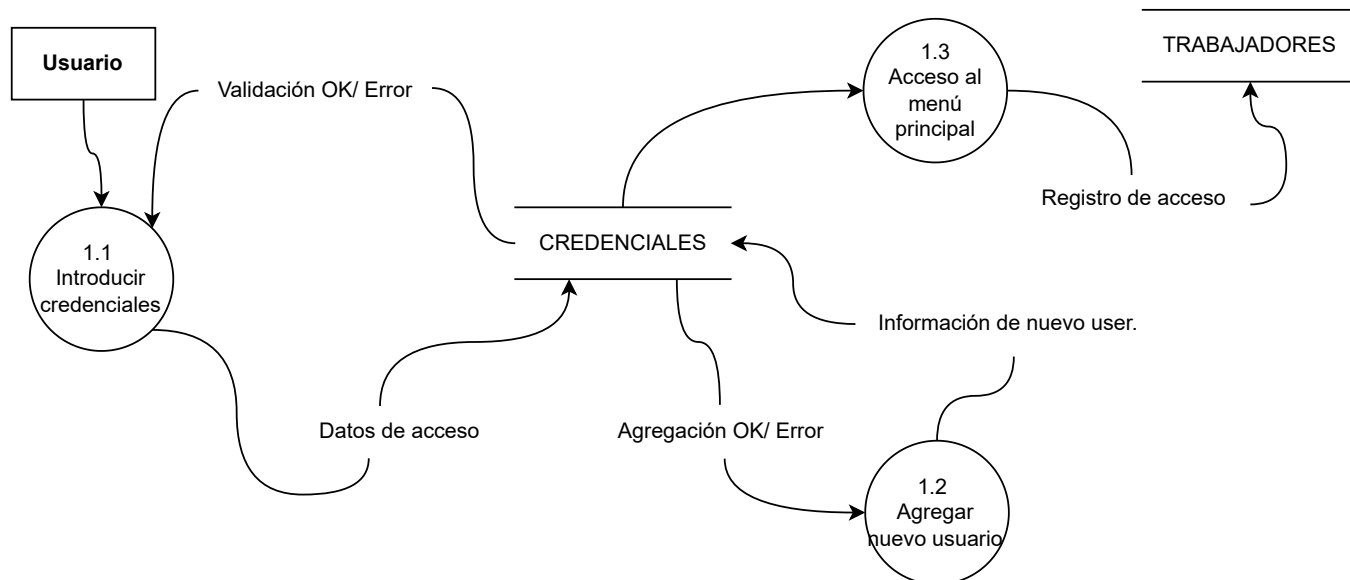 Usuario
Validación OK/ Error
1.3
Acceso al
menú
principal
TRABAJADORES
Registro de acceso
1.1
Introducir
credenciales
CREDENCIALES
Información de nuevo user.
Datos de acceso
Agregación OK/ Error
1.2
Agregar
nuevo usuario